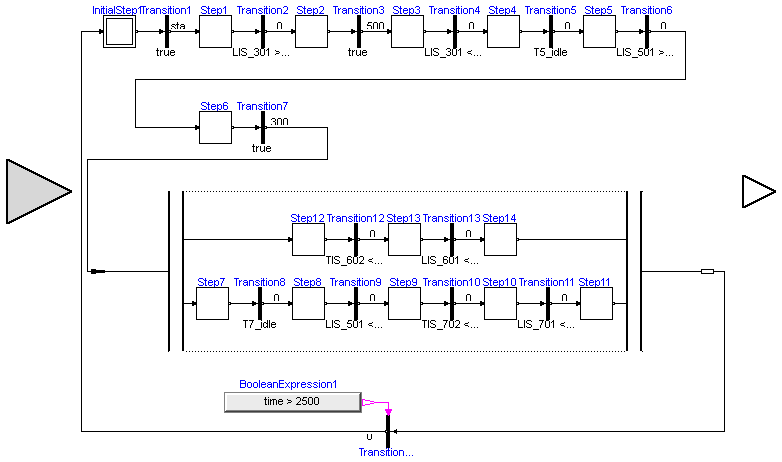 InitialStep1 Transition1 Step1 Transition2 Step2 Transition3 Step3 Transition4 Step4 Transition5 Step5 Transition6
sta 0 500 0 0 0
true LIS_301 >... true LIS_301 <... T5_idle LIS_501 >...
Step6 Transition7
300
true
Step12 Transition12 Step13 Transition13 Step14
0 0
TIS_602 <... LIS_601 <...
Step7 Transition8 Step8 Transition9 Step9 Transition10 Step10 Transition11 Step11
0 0 0 0
T7_idle LIS_501 <... TIS_702 <... LIS_701 <...
BooleanExpression1
time > 2500
0
Transition...